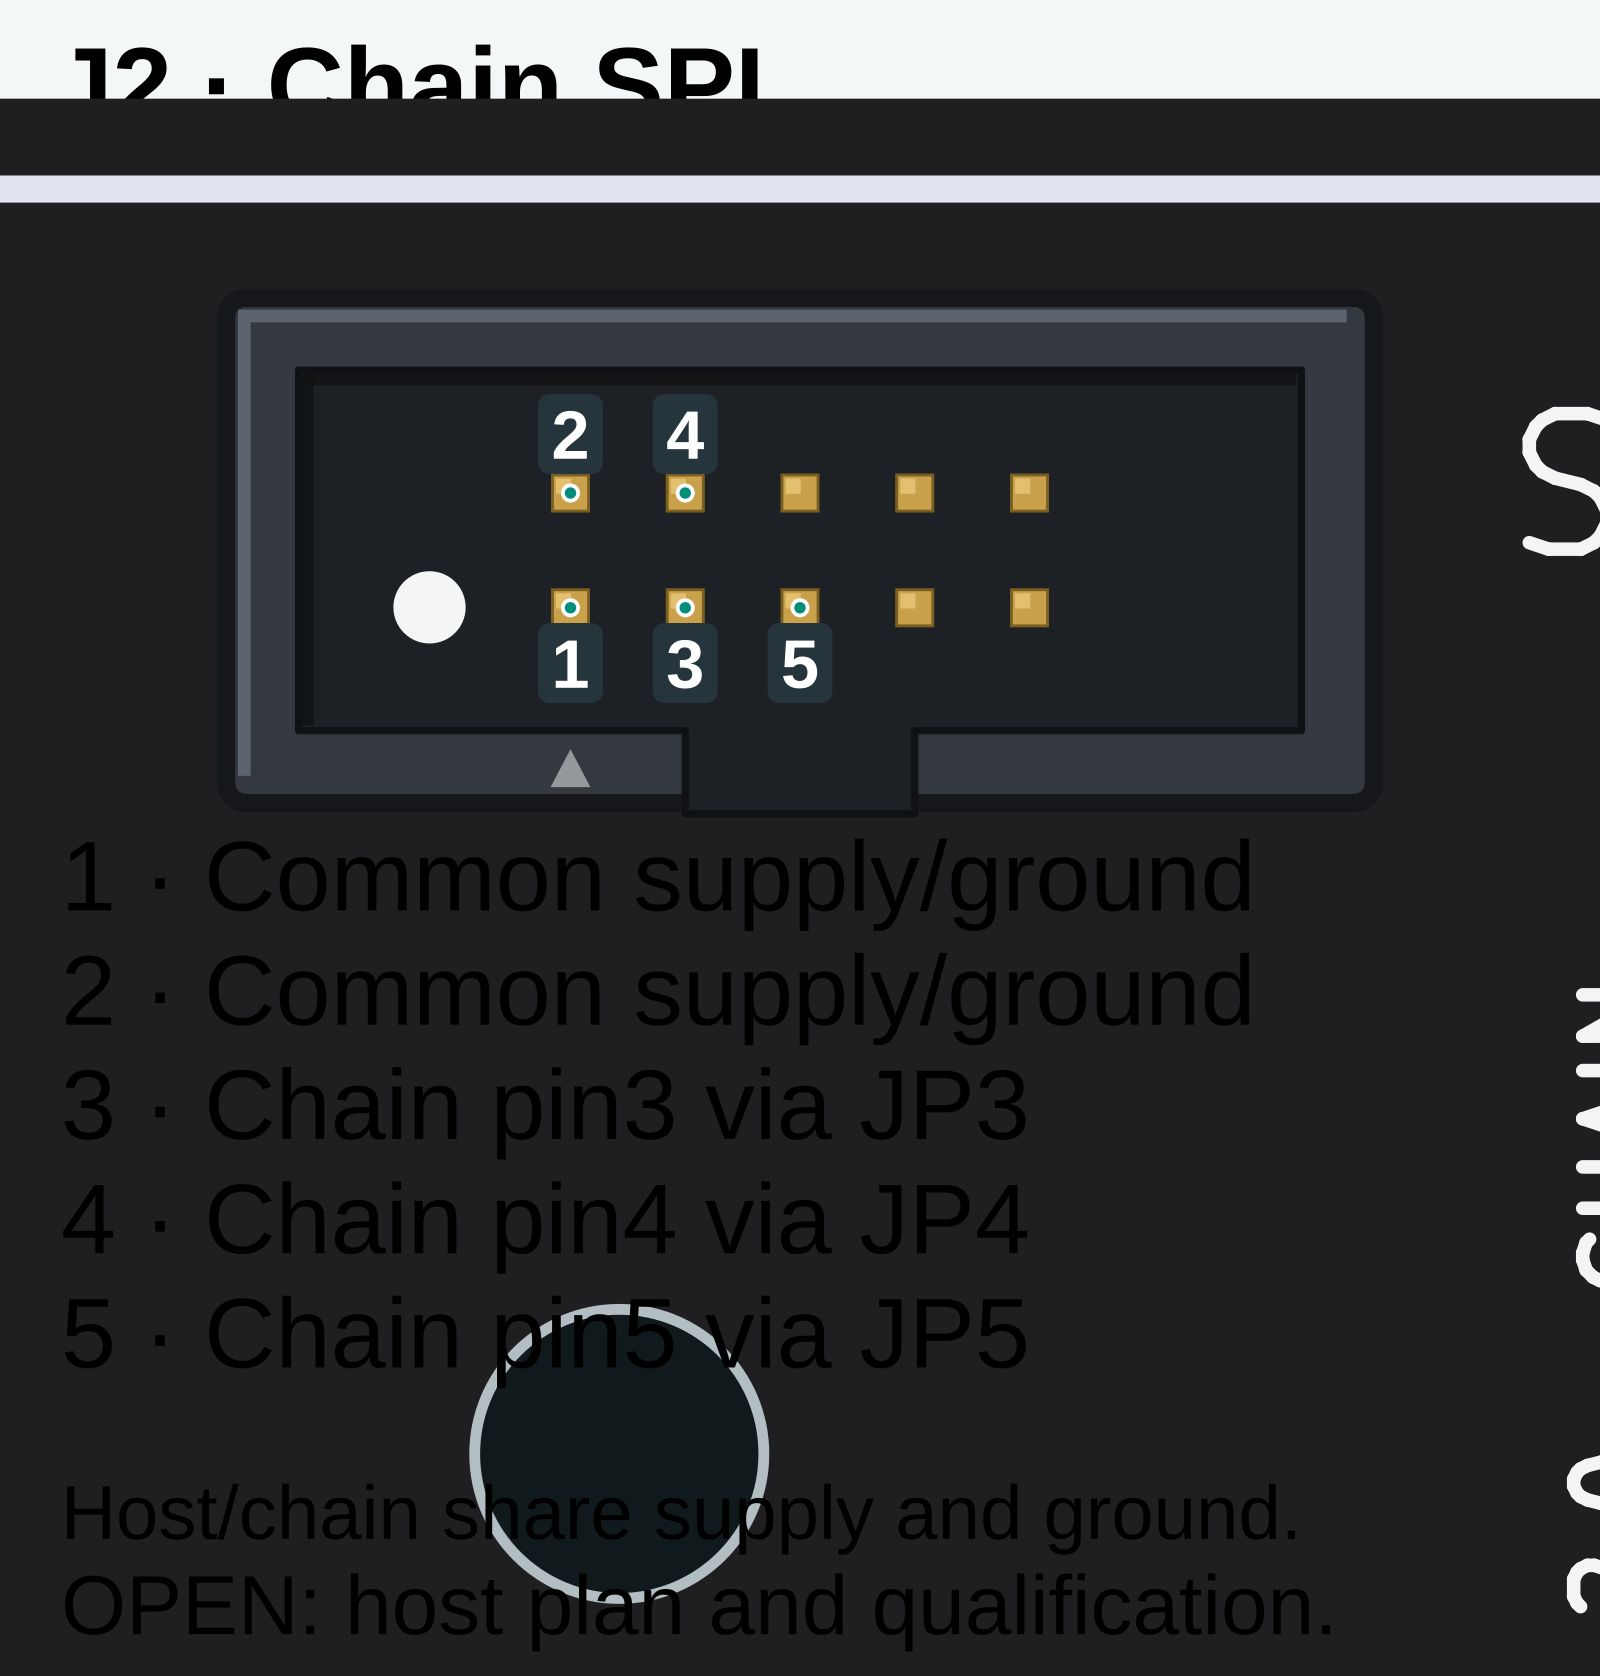 J2 · Chain SPI
2 4
1 3 5
1 · Common supply/ground
2 · Common supply/ground
3 · Chain pin3 via JP3
4 · Chain pin4 via JP4
5 · Chain pin5 via JP5
Host/chain share supply and ground.
OPEN: host plan and qualification.
S